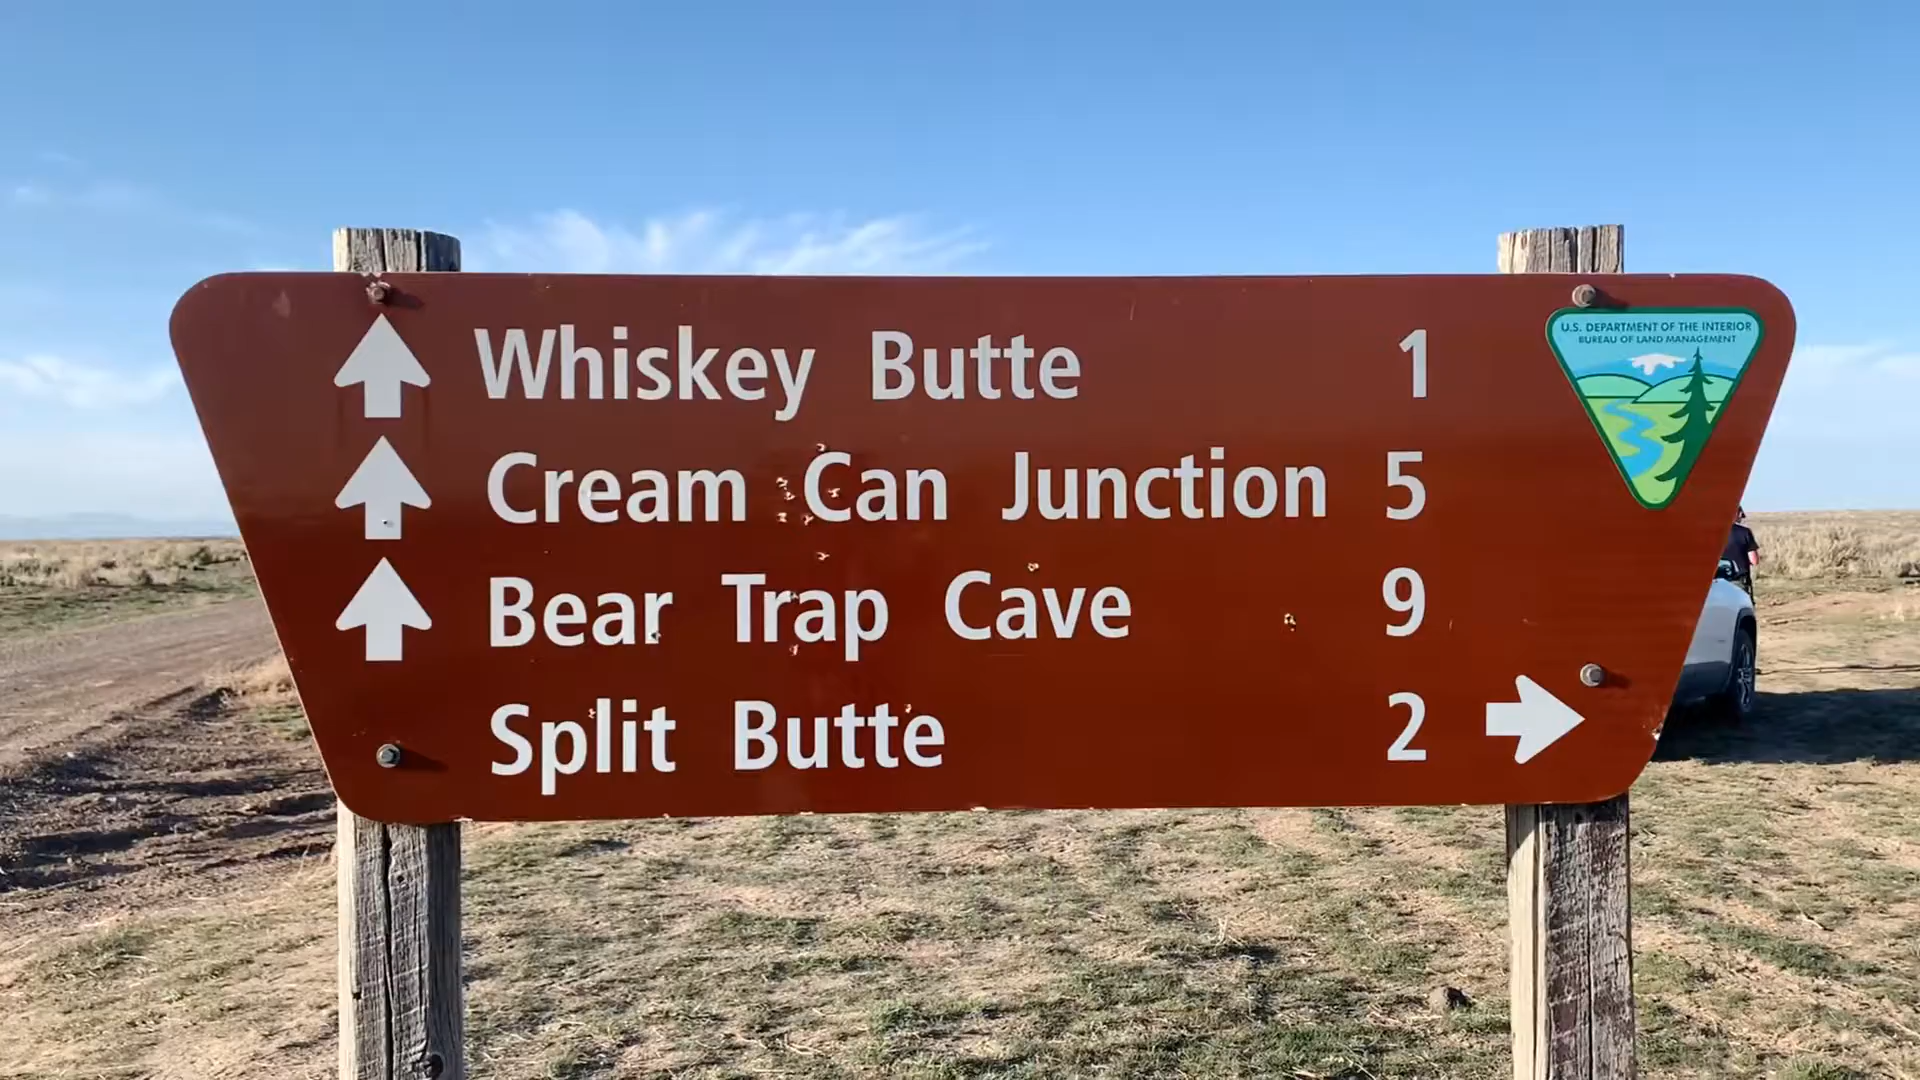 U.S. DEPARTMENT OF THE INTERIOR
BUREAU OF LAND MANAGEMENT
Whiskey Butte 1
Cream Can Junction 5
Bear Trap Cave 9
Split Butte 2